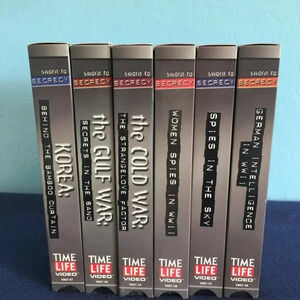 sworn to
SECRECY
KOREA:
BEHIND THE BAMBOO CURTAIN
TIME
LIFE
VIDEO
sworn to
SECRECY
the GULF WAR:
SECRETS IN THE SAND
TIME
LIFE
VIDEO
sworn to
SECRECY
the COLD WAR:
THE STRANGELOVE FACTOR
TIME
LIFE
VIDEO
sworn to
SECRECY
WOMEN SPIES IN WWII
TIME
LIFE
VIDEO
sworn to
SECRECY
SPIES IN THE SKY
TIME
LIFE
VIDEO
sworn to
SECRECY
GERMAN INTELLIGENCE
IN WWII
TIME
LIFE
VIDEO